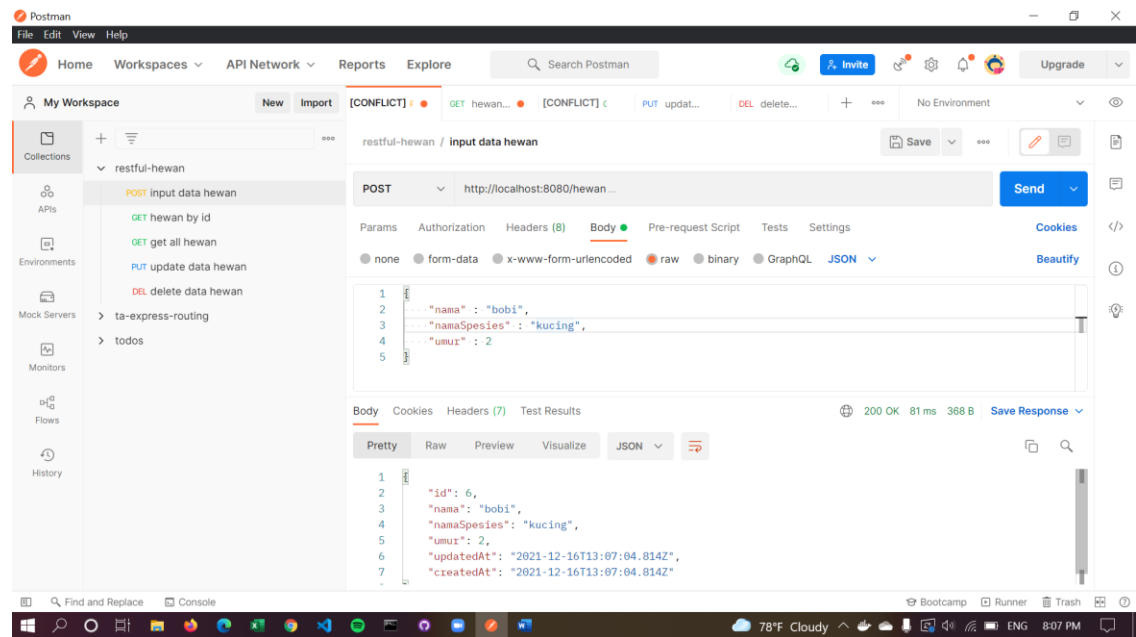 Postman
File Edit View Help
Home Workspaces API Network Reports Explore Search Postman Invite Upgrade
My Workspace New Import [CONFLICT] GET hewan... [CONFLICT] PUT updat... DEL delete... No Environment
Collections
APIs
Environments
Mock Servers
Monitors
Flows
History
restful-hewan
POST input data hewan
GET hewan by id
GET get all hewan
PUT update data hewan
DEL delete data hewan
ta-express-routing
todos
restful-hewan / input data hewan Save
POST http://localhost:8080/hewan... Send
Params Authorization Headers (8) Body Pre-request Script Tests Settings Cookies
none form-data x-www-form-urlencoded raw binary GraphQL JSON Beautify
1 {
2 "nama" : "bobi",
3 "namaSpesies" : "kucing",
4 "umur" : 2
5 }
Body Cookies Headers (7) Test Results 200 OK 81 ms 368 B Save Response
Pretty Raw Preview Visualize JSON
1 {
2 "id": 6,
3 "nama": "bobi",
4 "namaSpesies": "kucing",
5 "umur": 2,
6 "updatedAt": "2021-12-16T13:07:04.814Z",
7 "createdAt": "2021-12-16T13:07:04.814Z"
Find and Replace Console Bootcamp Runner Trash
78°F Cloudy ENG 8:07 PM